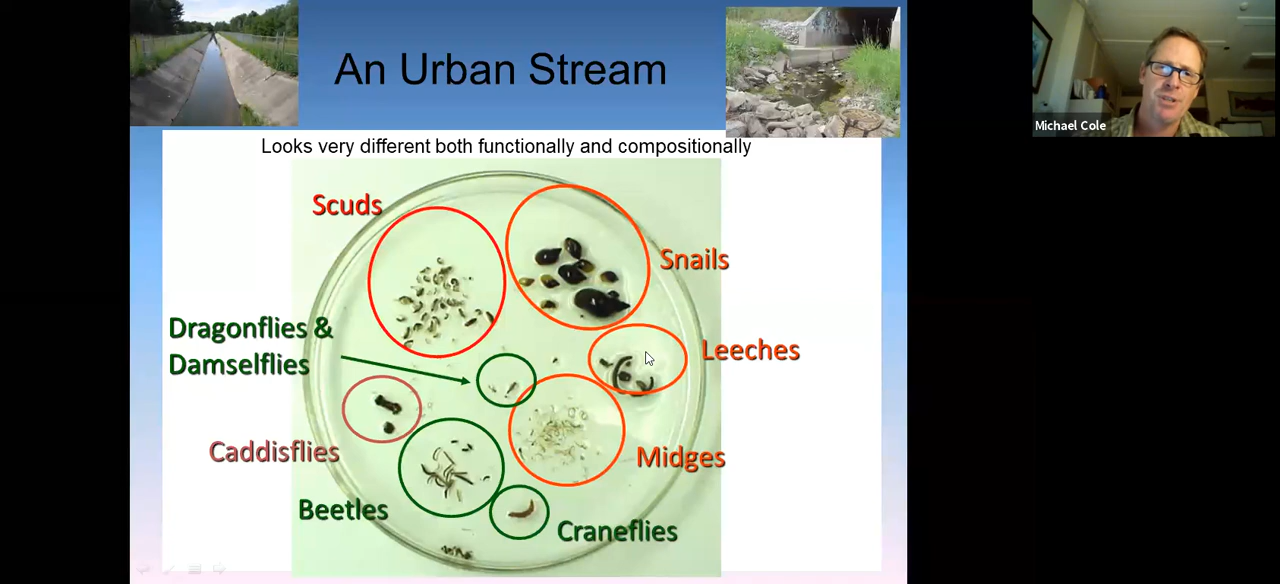 An Urban Stream
Michael Cole
Looks very different both functionally and compositionally
Scuds
Snails
Dragonflies &
Damselflies
Leeches
Caddisflies
Midges
Beetles
Craneflies